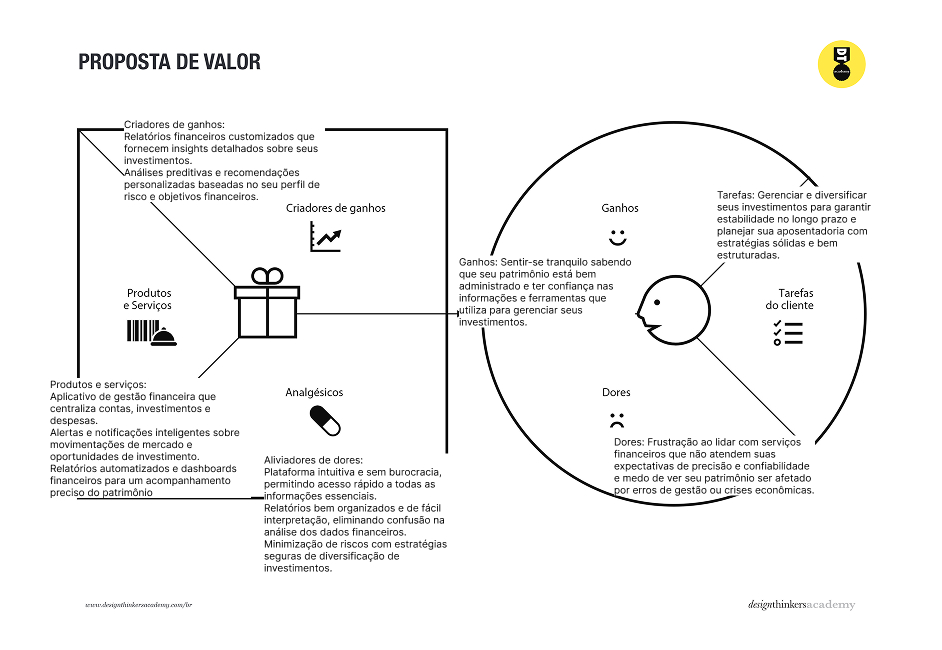 PROPOSTA DE VALOR
academy
Criadores de ganhos:
Relatórios financeiros customizados que
fornecem insights detalhados sobre seus
investimentos.
Análises preditivas e recomendações
personalizadas baseadas no seu perfil de
risco e objetivos financeiros.
Criadores de ganhos
Produtos
e Serviços
Produtos e serviços:
Aplicativo de gestão financeira que
centraliza contas, investimentos e
despesas.
Alertas e notificações inteligentes sobre
movimentações de mercado e
oportunidades de investimento.
Relatórios automatizados e dashboards
financeiros para um acompanhamento
preciso do patrimônio
Analgésicos
Aliviadores de dores:
Plataforma intuitiva e sem burocracia,
permitindo acesso rápido a todas as
informações essenciais.
Relatórios bem organizados e de fácil
interpretação, eliminando confusão na
análise dos dados financeiros.
Minimização de riscos com estratégias
seguras de diversificação de
investimentos.
Ganhos
Ganhos: Sentir-se tranquilo sabendo
que seu patrimônio está bem
administrado e ter confiança nas
informações e ferramentas que
utiliza para gerenciar seus
investimentos.
Tarefas: Gerenciar e diversificar
seus investimentos para garantir
estabilidade no longo prazo e
planejar sua aposentadoria com
estratégias sólidas e bem
estruturadas.
Tarefas
do cliente
Dores
Dores: Frustração ao lidar com serviços
financeiros que não atendem suas
expectativas de precisão e confiabilidade
e medo de ver seu patrimônio ser afetado
por erros de gestão ou crises econômicas.
www.designthinkersacademy.com/br
designthinkersacademy